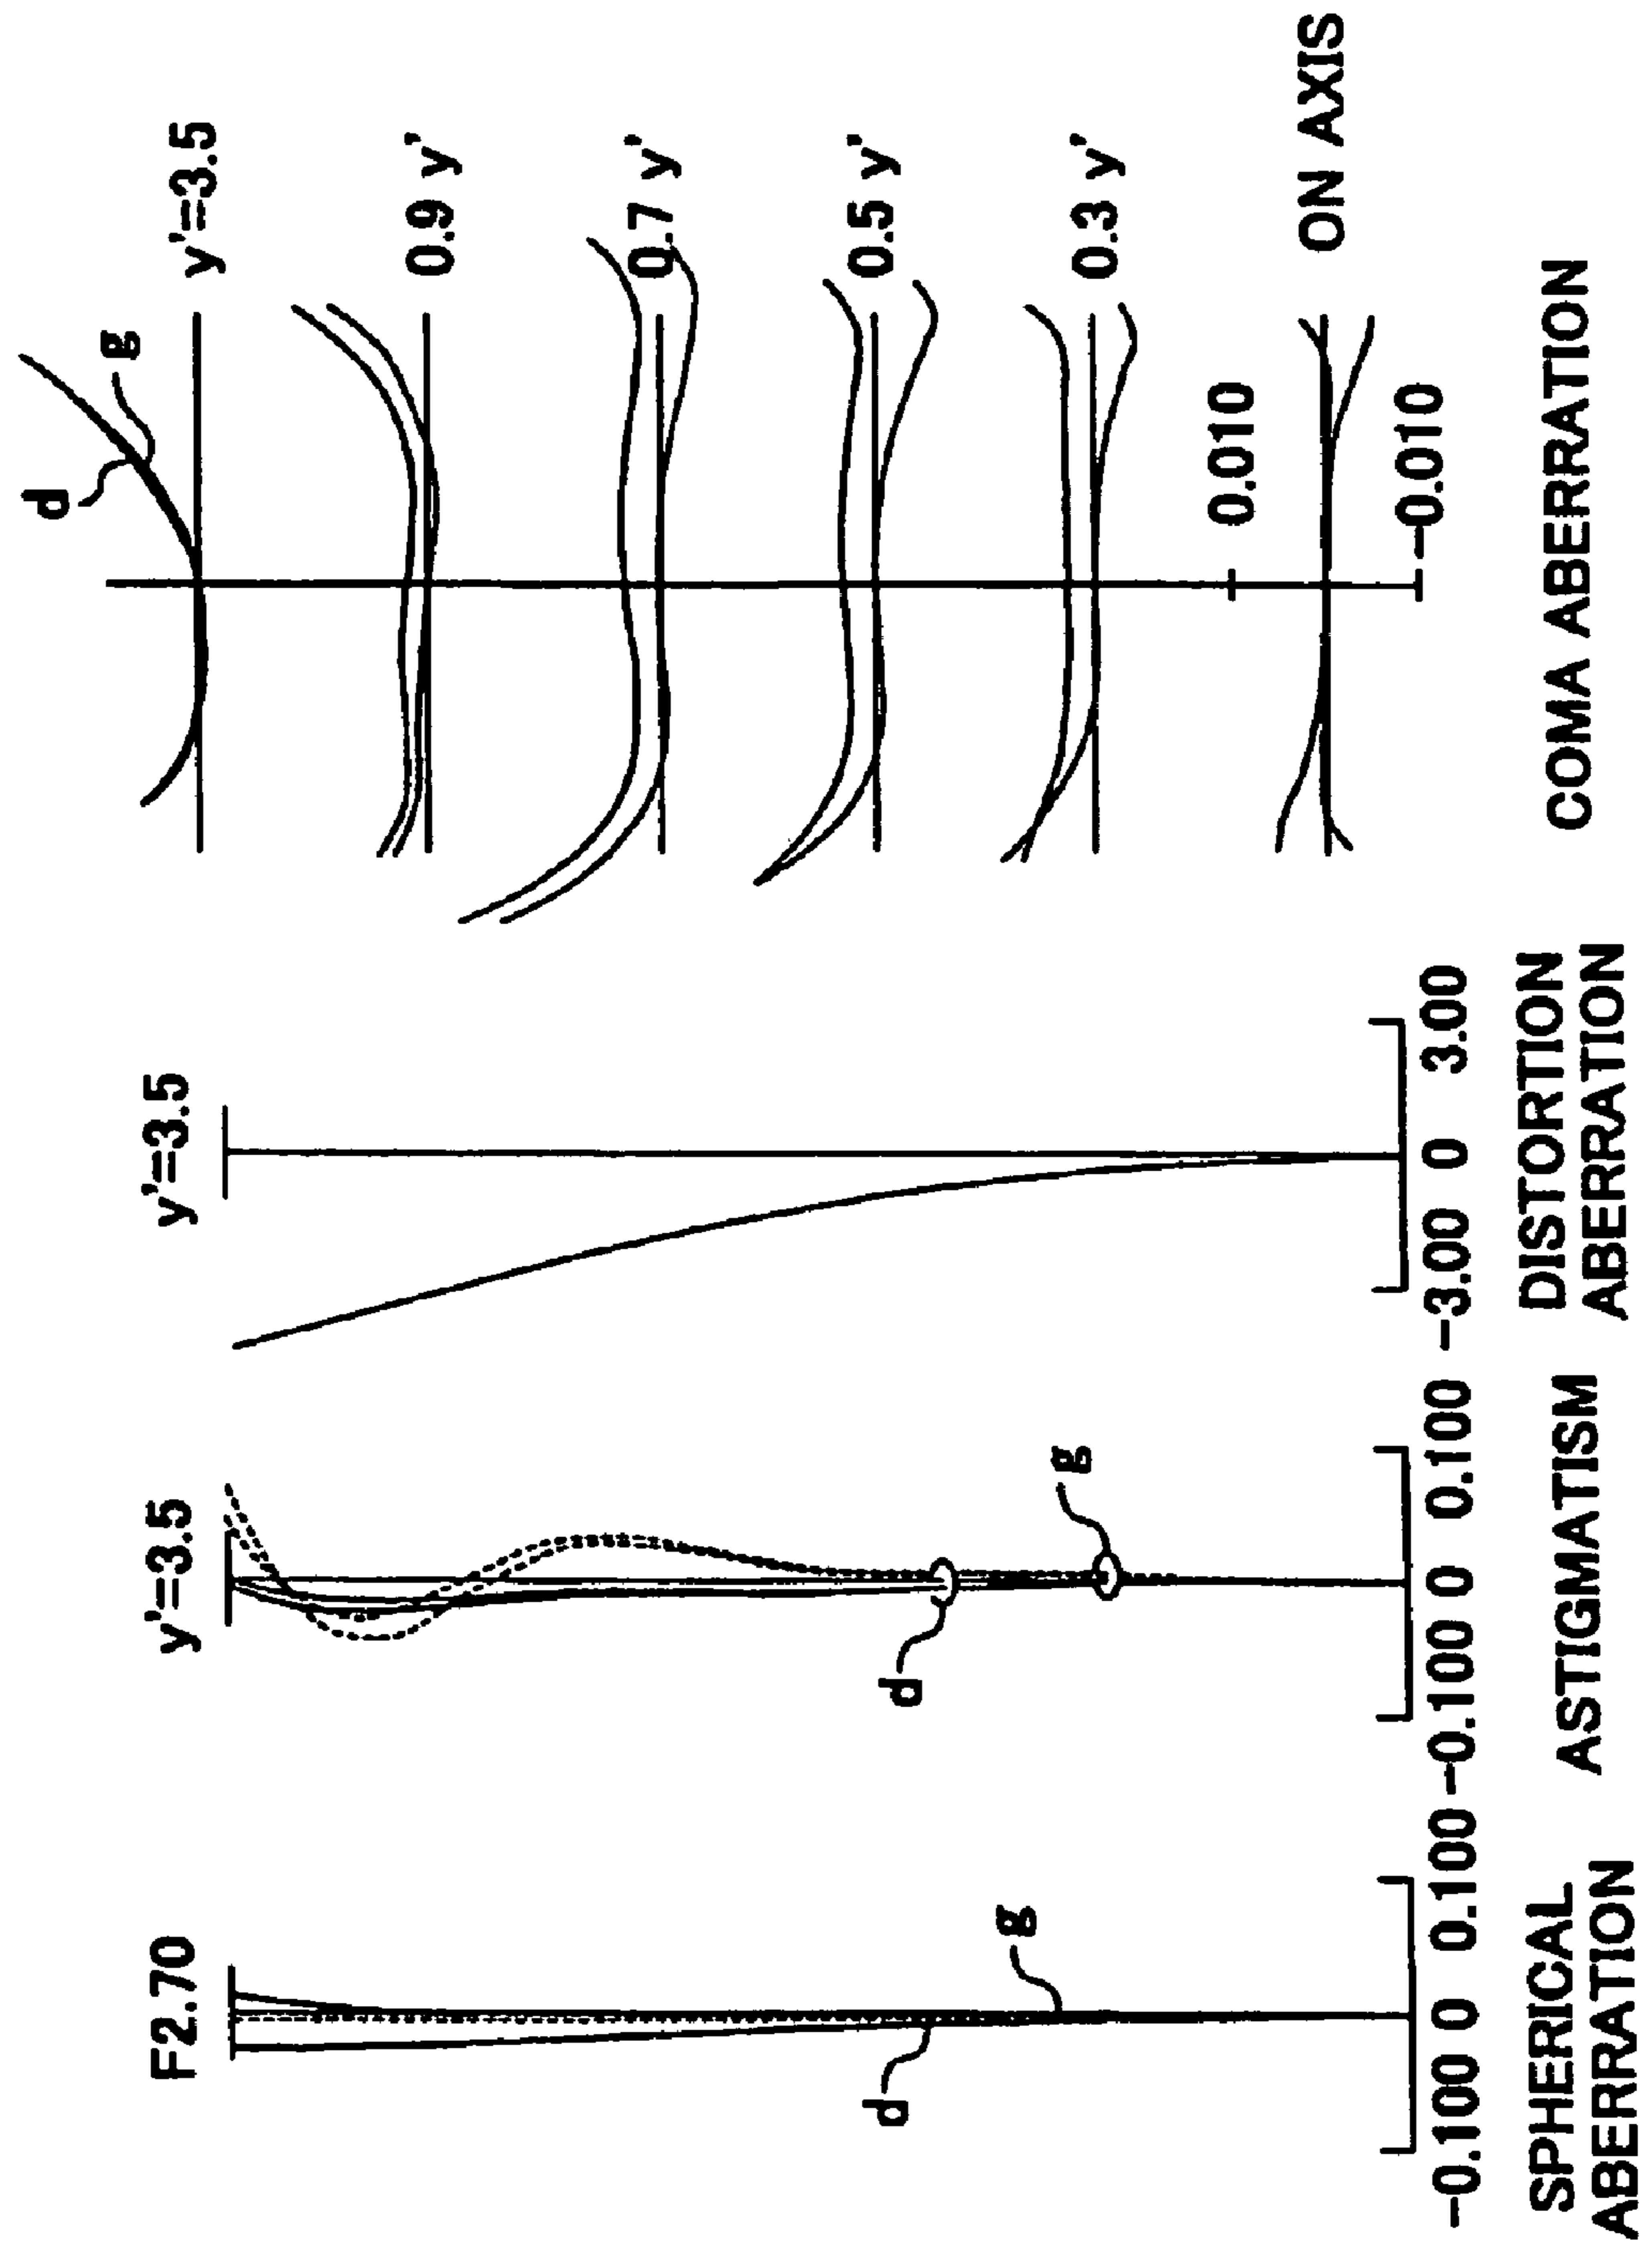 F2.70
d
g
-0.100 0 0.100
SPHERICAL
ABERRATION
y'=3.5
d
g
-0.100 0 0.100
ASTIGMATISM
y'=3.5
-3.00 0 3.00
DISTORTION
ABERRATION
d
g
y'=3.5
0.9 y'
0.7 y'
0.5 y'
0.3 y'
0.010
ON AXIS
-0.010
COMA ABERRATION